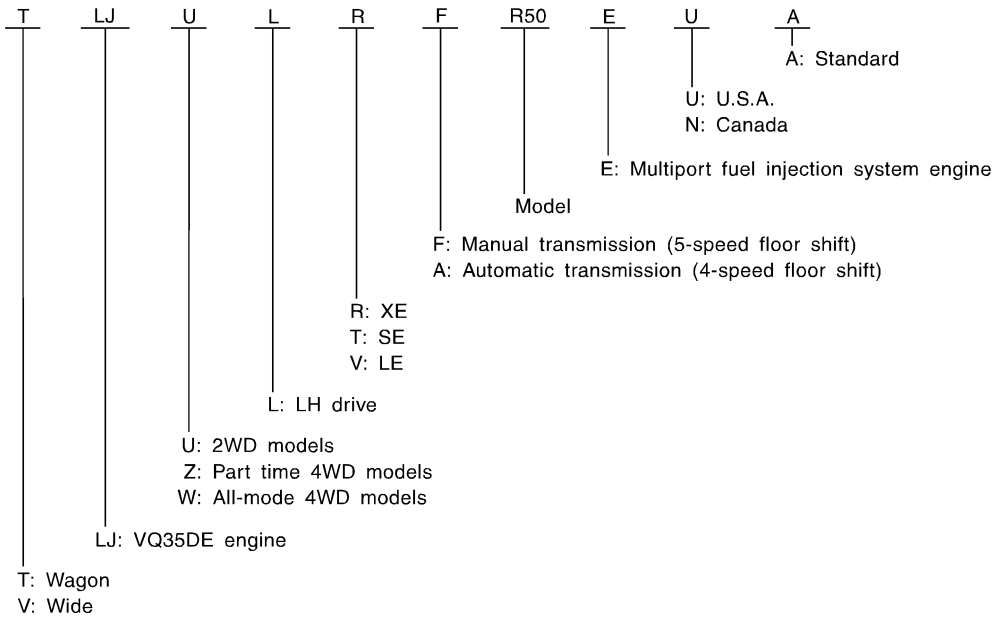 T LJ U L R F R50 E U A
A: Standard
U: U.S.A.
N: Canada
E: Multiport fuel injection system engine
Model
F: Manual transmission (5-speed floor shift)
A: Automatic transmission (4-speed floor shift)
R: XE
T: SE
V: LE
L: LH drive
U: 2WD models
Z: Part time 4WD models
W: All-mode 4WD models
LJ: VQ35DE engine
T: Wagon
V: Wide